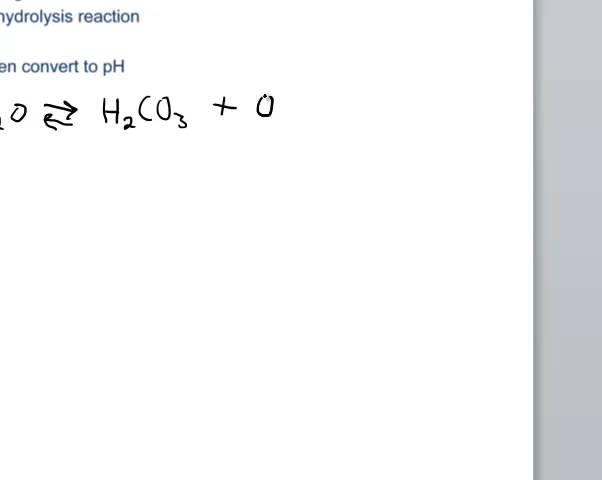 hydrolysis reaction
en convert to pH
₂O ⇌ H₂CO₃ + O